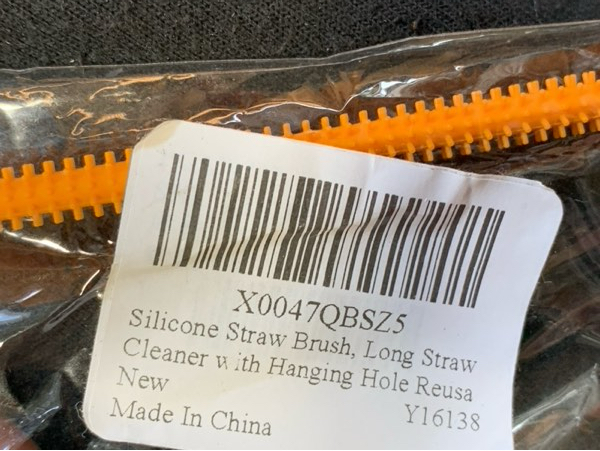 X0047QBSZ5
Silicone Straw Brush, Long Straw
Cleaner with Hanging Hole Reusa
New
Y16138
Made In China